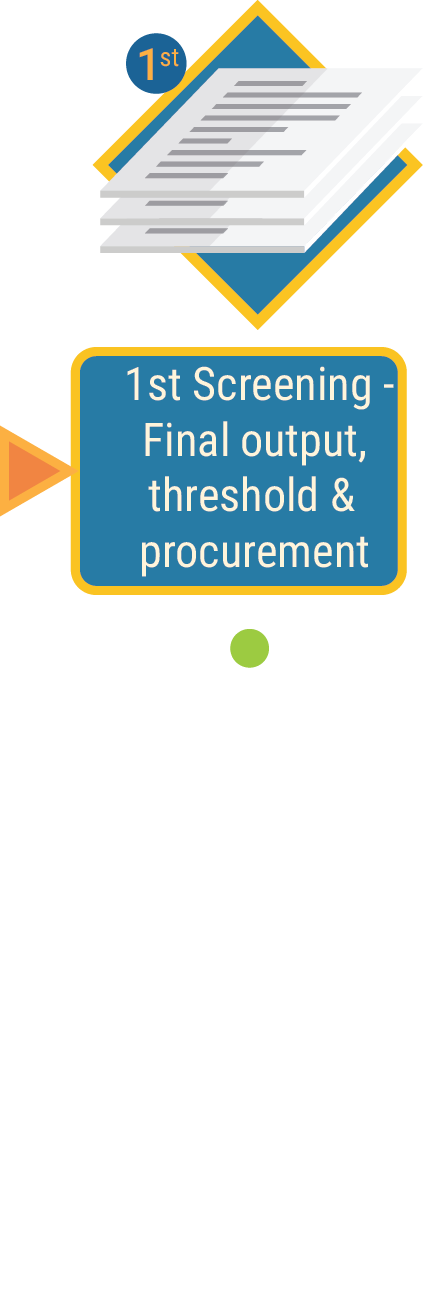 1st
1st Screening -
Final output,
threshold &
procurement